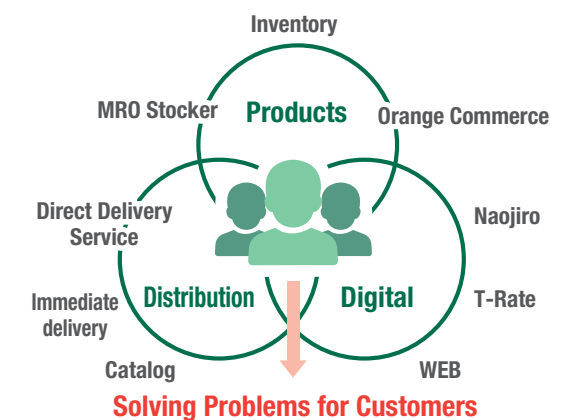 Inventory
MRO Stocker
Products
Orange Commerce
Direct Delivery
Service
Naojiro
Immediate
delivery
Distribution
Digital
T-Rate
Catalog
WEB
Solving Problems for Customers